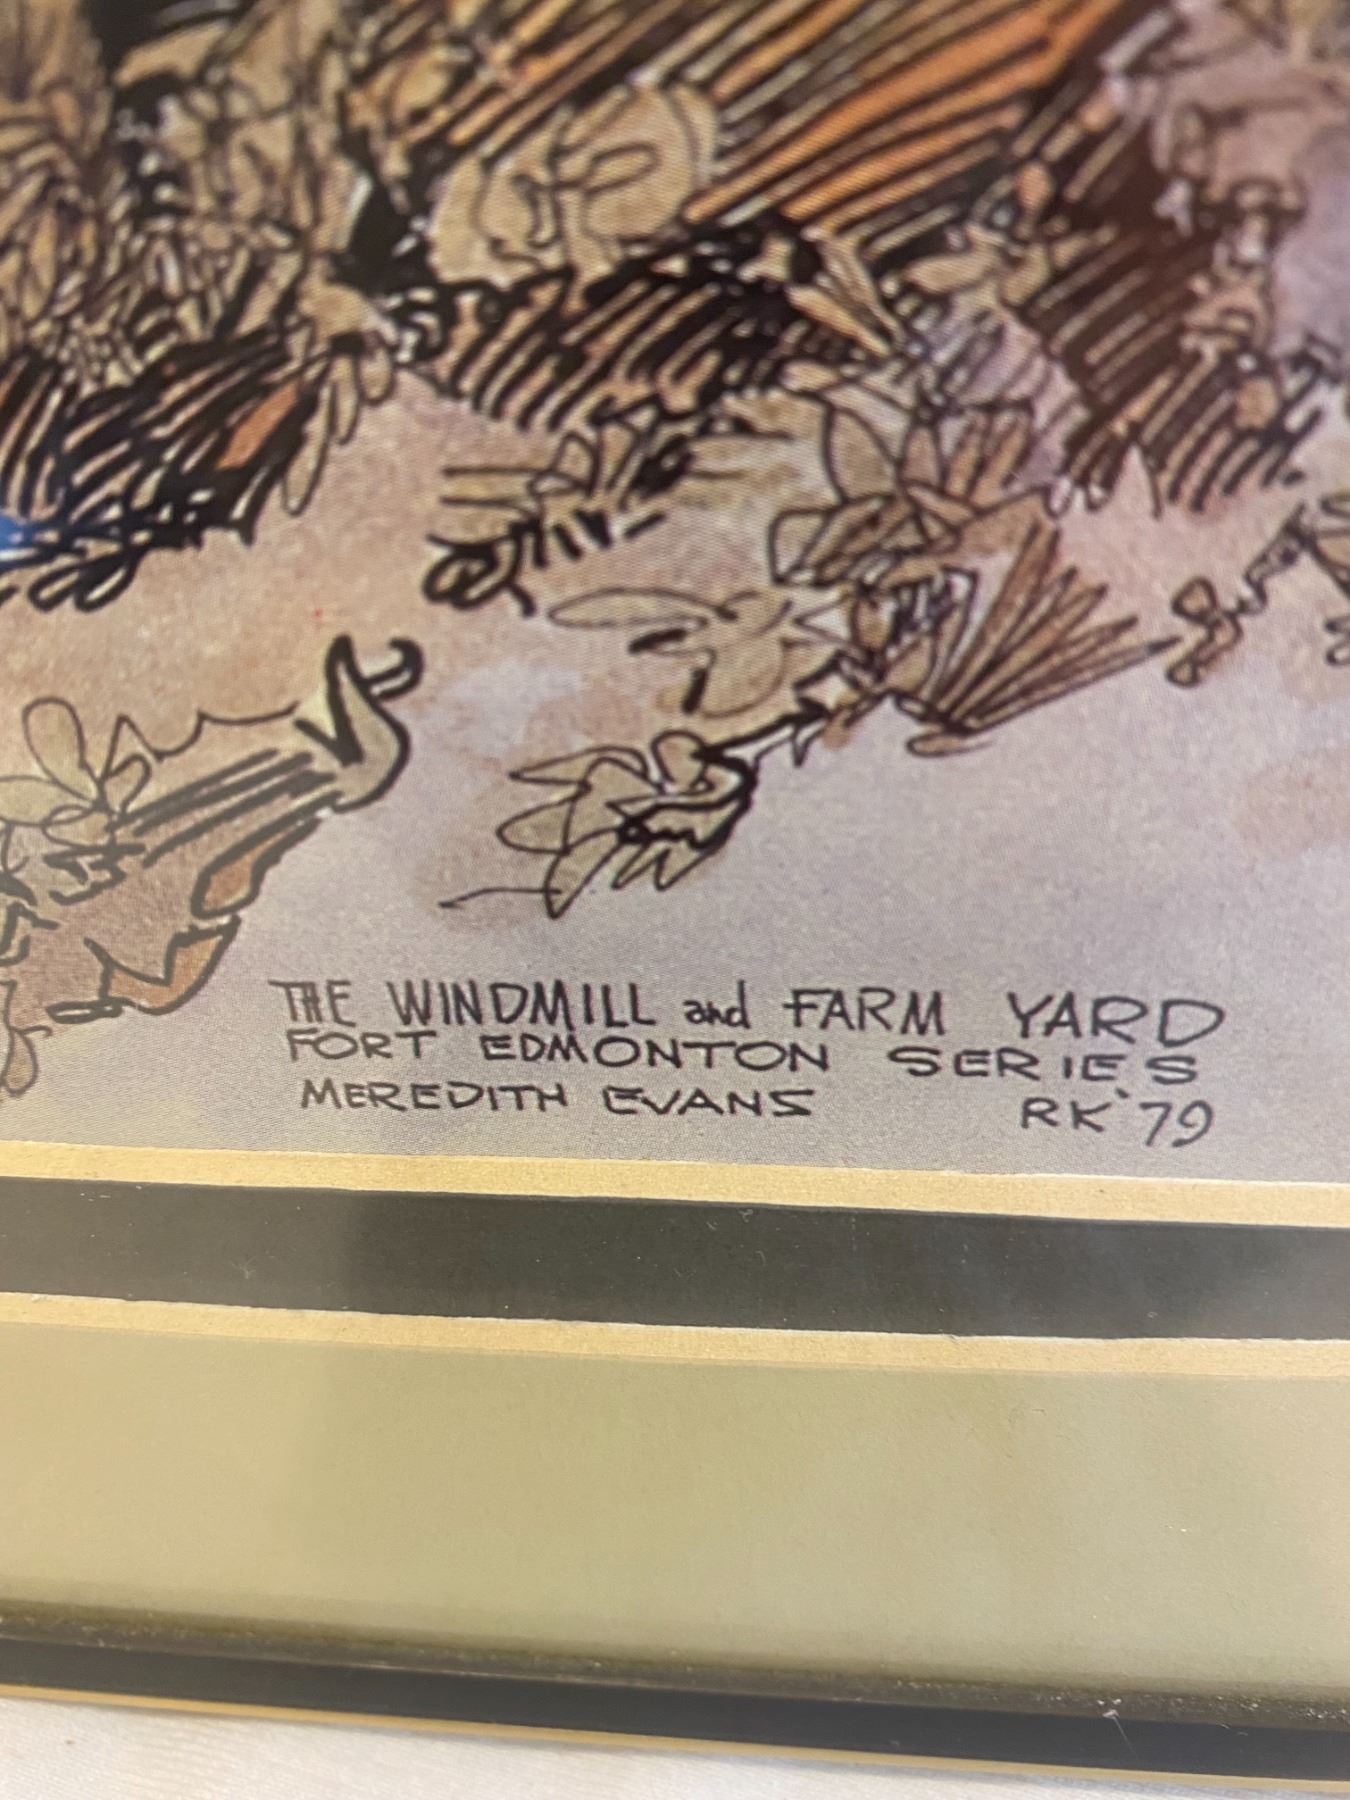 THE WINDMILL and FARM YARD
FORT EDMONTON SERIES
MEREDITH EVANS RK '79